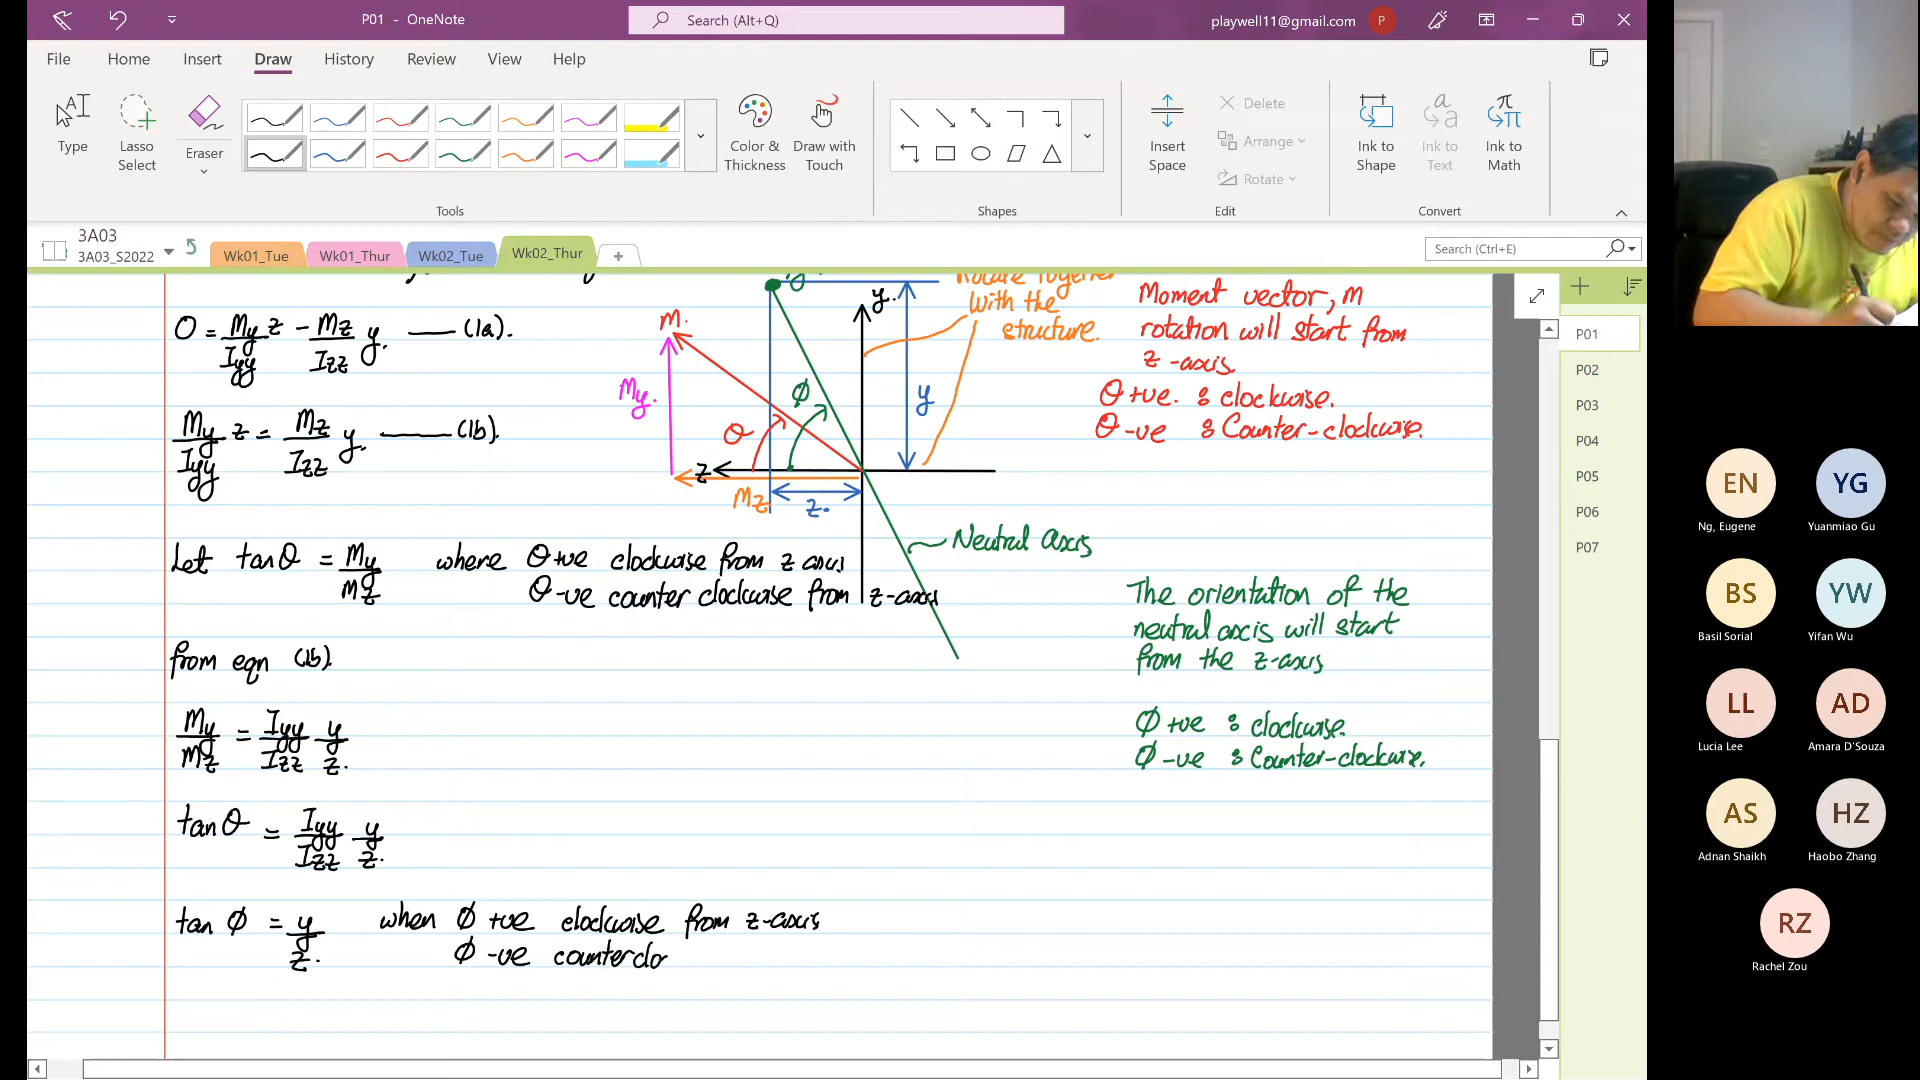 P01 - OneNote
Search (Alt+Q)
playwell11@gmail.com
P
File Home Insert Draw History Review View Help
Type
Lasso Select
Eraser
Color & Thickness
Draw with Touch
Insert Space
Delete
Arrange
Rotate
Ink to Shape
Ink to Text
Ink to Math
Tools
Shapes
Edit
Convert
3A03
3A03_S2022
Wk01_Tue
Wk01_Thur
Wk02_Tue
Wk02_Thur
Search (Ctrl+E)
P01
P02
P03
P04
P05
P06
P07
0 = My/Iyy z - Mz/Izz y. —— (1a).
My/Iyy z = Mz/Izz y. —— (1b).
Let tanθ = My/Mz where θ +ve clockwise from z axis
θ -ve counter clockwise from z-axis
from eqn (1b).
My/Mz = Iyy/Izz y/z.
tanθ = Iyy/Izz y/z.
tan φ = y/z. when φ +ve clockwise from z-axis
φ -ve counterclo
M.
My.
θ
φ
z
Mz
z.
y.
y
Rotate together
with the
structure.
Neutral axis
Moment vector, M
rotation will start from
z-axis.
θ +ve : clockwise.
θ -ve : Counter-clockwise.
The orientation of the
neutral axis will start
from the z-axis
φ +ve : clockwise.
φ -ve : Counter-clockwise.
EN
Ng, Eugene
YG
Yuanmiao Gu
BS
Basil Sorial
YW
Yifan Wu
LL
Lucia Lee
AD
Amara D'Souza
AS
Adnan Shaikh
HZ
Haobo Zhang
RZ
Rachel Zou